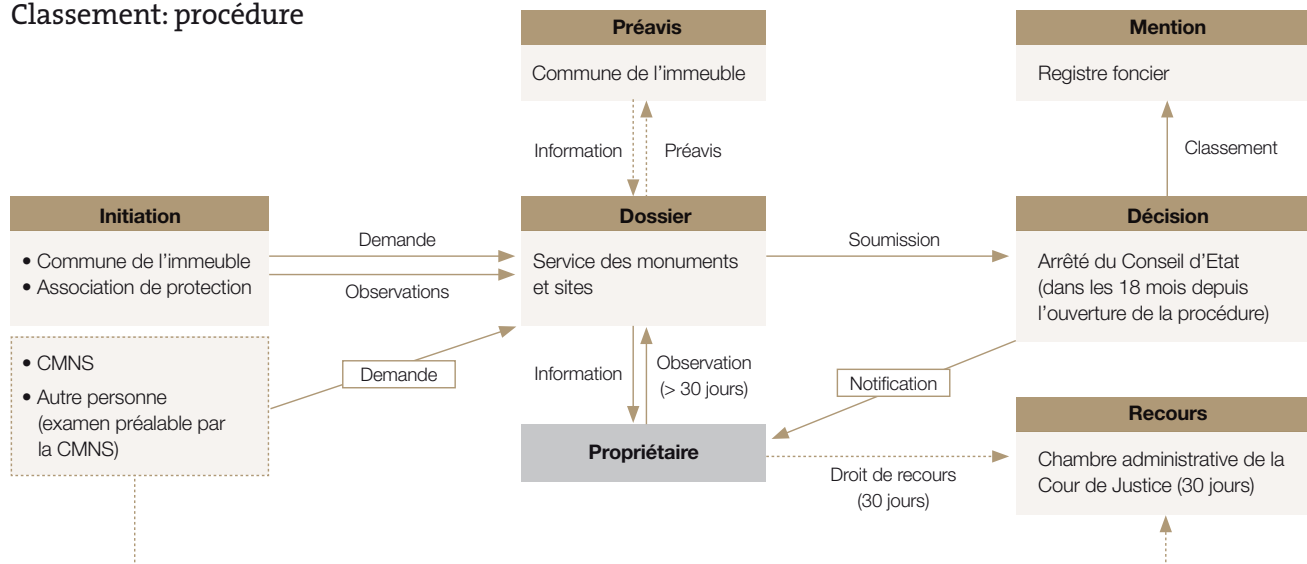 Classement: procédure
Préavis
Commune de l'immeuble
Mention
Registre foncier
Information
Préavis
Classement
Initiation
• Commune de l'immeuble
• Association de protection
Demande
Observations
Dossier
Service des monuments
et sites
Soumission
Décision
Arrêté du Conseil d'Etat
(dans les 18 mois depuis
l'ouverture de la procédure)
• CMNS
• Autre personne
(examen préalable par
la CMNS)
Demande
Information
Observation
(> 30 jours)
Notification
Propriétaire
Droit de recours
(30 jours)
Recours
Chambre administrative de la
Cour de Justice (30 jours)